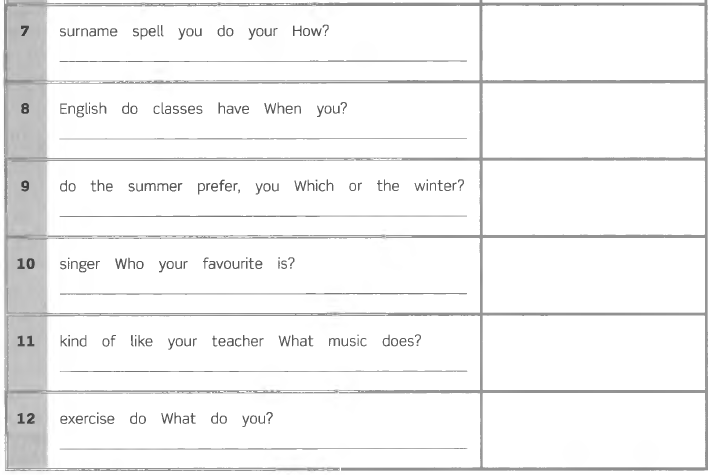 7 surname spell you do your How?
8 English do classes have When you?
9 do the summer prefer, you Which or the winter?
10 singer Who your favourite is?
11 kind of like your teacher What music does?
12 exercise do What do you?